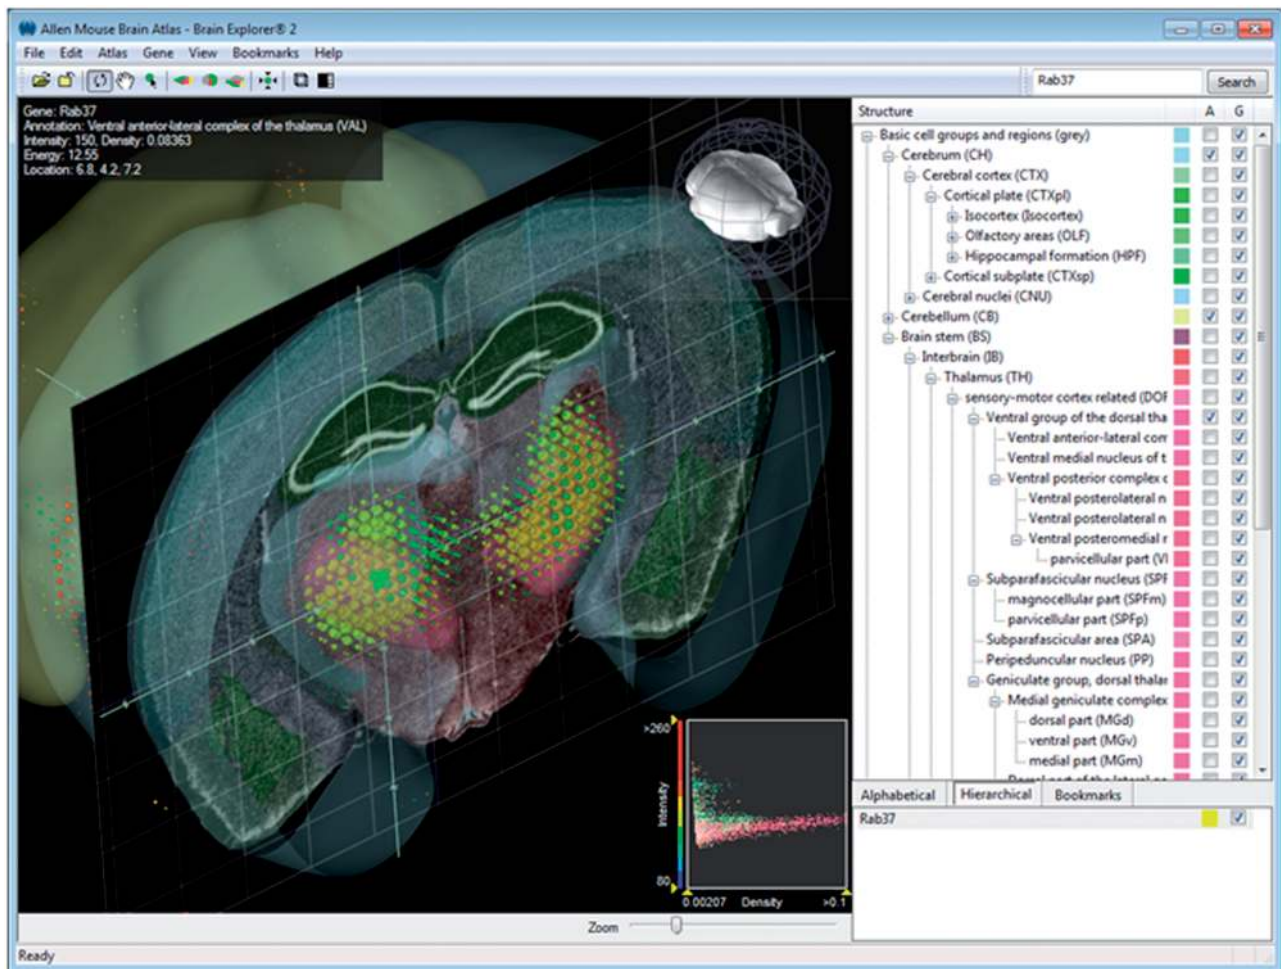 Allen Mouse Brain Atlas - Brain Explorer® 2
File Edit Atlas Gene View Bookmarks Help
Rab37 Search
Gene: Rab37
Annotation: Ventral anterior-lateral complex of the thalamus (VAL)
Intensity: 150, Density: 0.08363
Energy: 12.55
Location: 6.8, 4.2, 7.2
Structure A G
Basic cell groups and regions (grey)
Cerebrum (CH)
Cerebral cortex (CTX)
Cortical plate (CTXpl)
Isocortex (Isocortex)
Olfactory areas (OLF)
Hippocampal formation (HPF)
Cortical subplate (CTXsp)
Cerebral nuclei (CNU)
Cerebellum (CB)
Brain stem (BS)
Interbrain (IB)
Thalamus (TH)
sensory-motor cortex related (DOR
Ventral group of the dorsal tha
Ventral anterior-lateral com
Ventral medial nucleus of t
Ventral posterior complex o
Ventral posterolateral n
Ventral posterolateral n
Ventral posteromedial r
parvicellular part (VI
Subparafascicular nucleus (SPF
magnocellular part (SPFm)
parvicellular part (SPFp)
Subparafascicular area (SPA)
Peripeduncular nucleus (PP)
Geniculate group, dorsal thalar
Medial geniculate complex
dorsal part (MGd)
ventral part (MGv)
medial part (MGm)
Alphabetical Hierarchical Bookmarks
Rab37
>260
Intensity
80
0.00207 Density >0.1
Zoom
Ready